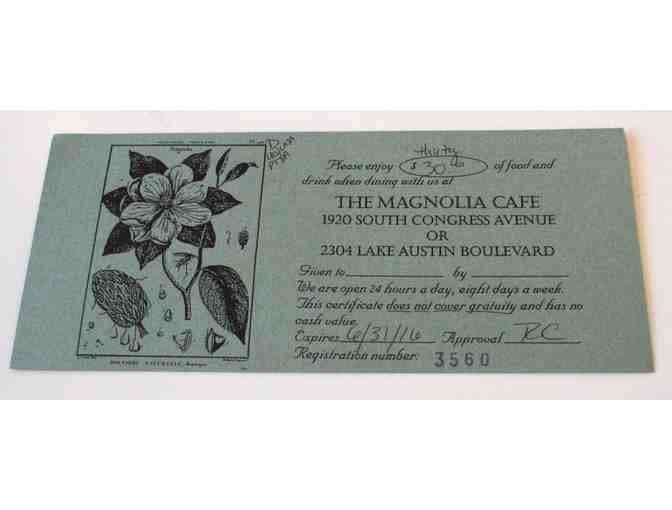 Magnolia
thirty
Please enjoy $ 30 00 of food and
drink when dining with us at
THE MAGNOLIA CAFE
1920 SOUTH CONGRESS AVENUE
OR
2304 LAKE AUSTIN BOULEVARD
Given to by
We are open 24 hours a day, eight days a week.
This certificate does not cover gratuity and has no
cash value.
Expires 6/31/16 Approval RC
Registration number: 3560
HISTOIRE NATURELLE,